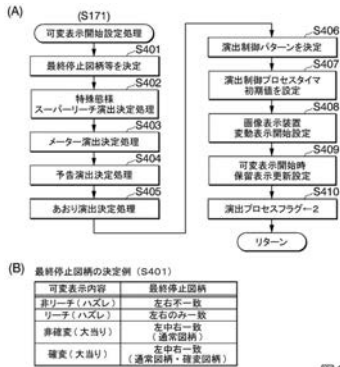 (A)
(S171)
可変表示開始設定処理
S401
最終停止図柄等を決定
S402
特殊態様
スーパーリーチ演出決定処理
S403
メーター演出決定処理
S404
予告演出決定処理
S405
あおり演出決定処理
S406
演出制御パターンを決定
S407
演出制御プロセスタイマ
初期値を設定
S408
画像表示装置
変動表示開始設定
S409
可変表示開始時
保留表示更新設定
S410
演出プロセスフラグ←2
リターン
(B) 最終停止図柄の決定例(S401)
可変表示内容 最終停止図柄
非リーチ(ハズレ) 左右不一致
リーチ(ハズレ) 左右のみ一致
非確変(大当り) 左中右一致
(通常図柄)
確変(大当り) 左中右一致
(通常図柄・確変図柄)